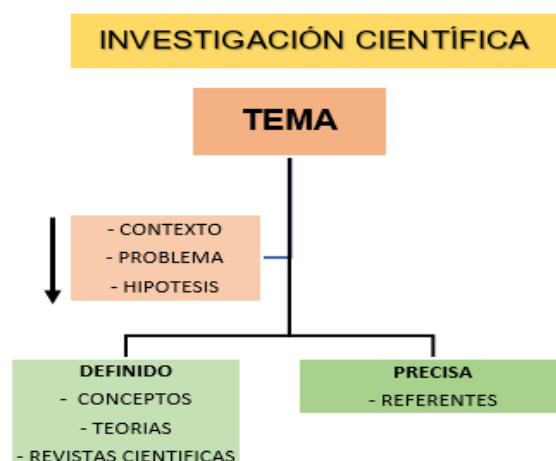 INVESTIGACIÓN CIENTÍFICA
TEMA
- CONTEXTO
- PROBLEMA
- HIPOTESIS
DEFINIDO
- CONCEPTOS
- TEORIAS
- REVISTAS CIENTIFICAS
PRECISA
- REFERENTES